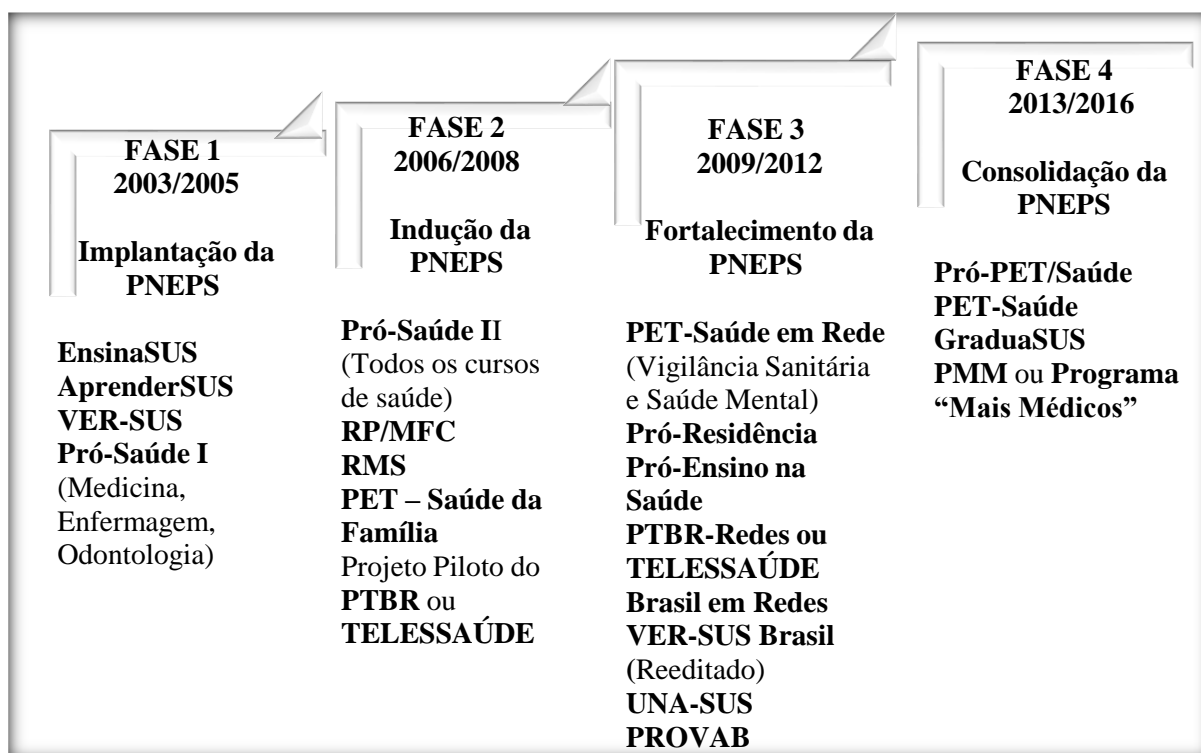 FASE 1
2003/2005
Implantação da
PNEPS
EnsinaSUS
AprenderSUS
VER-SUS
Pró-Saúde I
(Medicina,
Enfermagem,
Odontologia)
FASE 2
2006/2008
Indução da
PNEPS
Pró-Saúde II
(Todos os cursos
de saúde)
RP/MFC
RMS
PET – Saúde da
Família
Projeto Piloto do
PTBR ou
TELESSAÚDE
FASE 3
2009/2012
Fortalecimento da
PNEPS
PET-Saúde em Rede
(Vigilância Sanitária
e Saúde Mental)
Pró-Residência
Pró-Ensino na
Saúde
PTBR-Redes ou
TELESSAÚDE
Brasil em Redes
VER-SUS Brasil
(Reeditado)
UNA-SUS
PROVAB
FASE 4
2013/2016
Consolidação da
PNEPS
Pró-PET/Saúde
PET-Saúde
GraduaSUS
PMM ou Programa
“Mais Médicos”